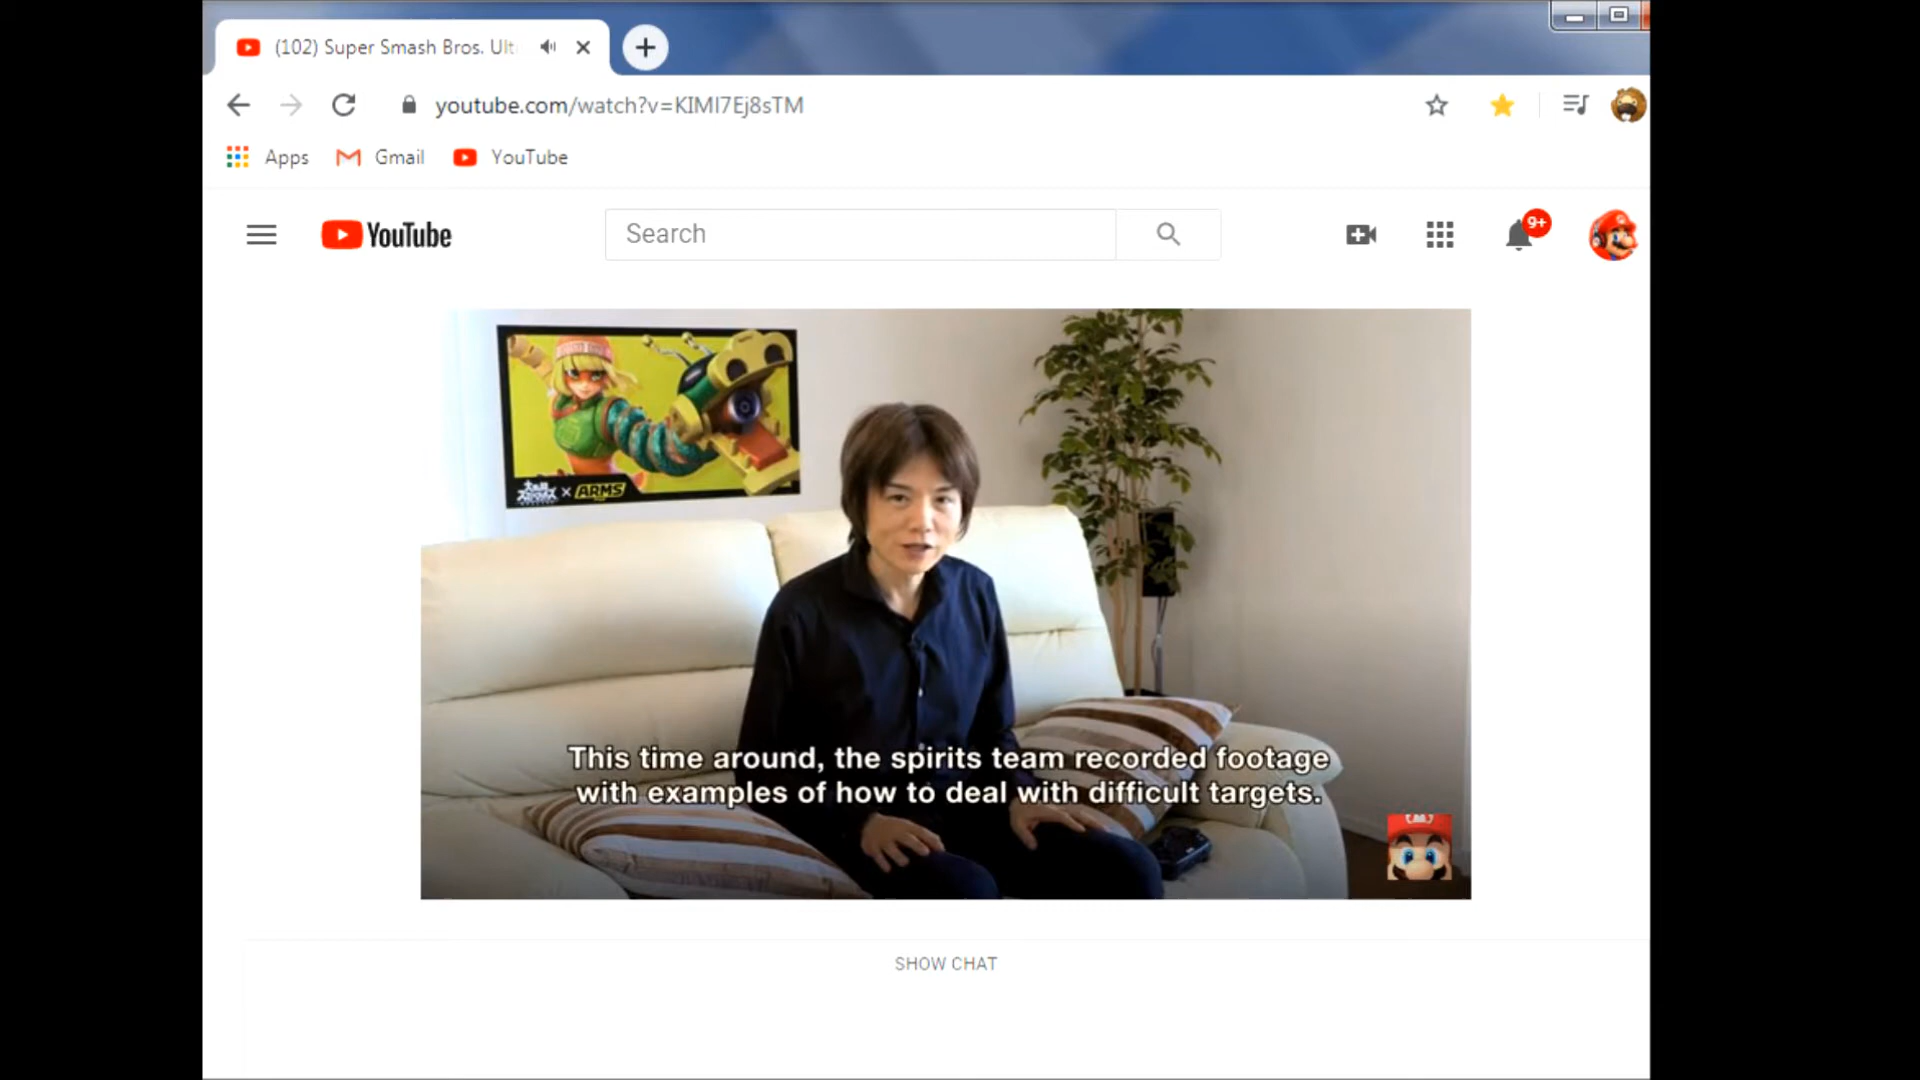 (102) Super Smash Bros. Ult
youtube.com/watch?v=KIMI7Ej8sTM
Apps
Gmail
YouTube
YouTube
Search
9+
× ARMS
This time around, the spirits team recorded footage
with examples of how to deal with difficult targets.
SHOW CHAT